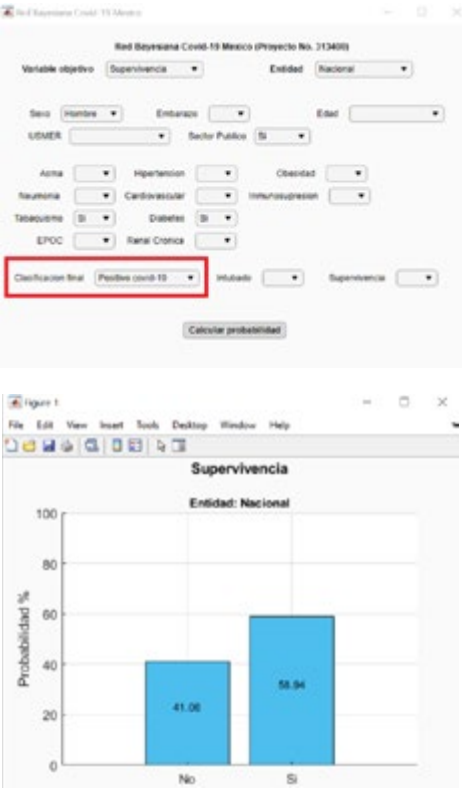 Red Bayesiana Covid-19 Mexico
Red Bayesiana Covid-19 Mexico (Proyecto No. 313400)
Variable objetivo Supervivencia Entidad Nacional
Sexo Hombre Embarazo Edad
USMER Sector Publico Si
Asma Hipertension Obesidad
Neumonia Cardiovascular Inmunosupresion
Tabaquismo Si Diabetes Si
EPOC Renal Cronica
Clasificacion final Positivo covid-19 Intubado Supervivencia
Calcular probabilidad
Figure 1
File Edit View Insert Tools Desktop Window Help
Supervivencia
Entidad: Nacional
100
80
60
40
20
0
Probabilidad %
41.06
58.94
No Si